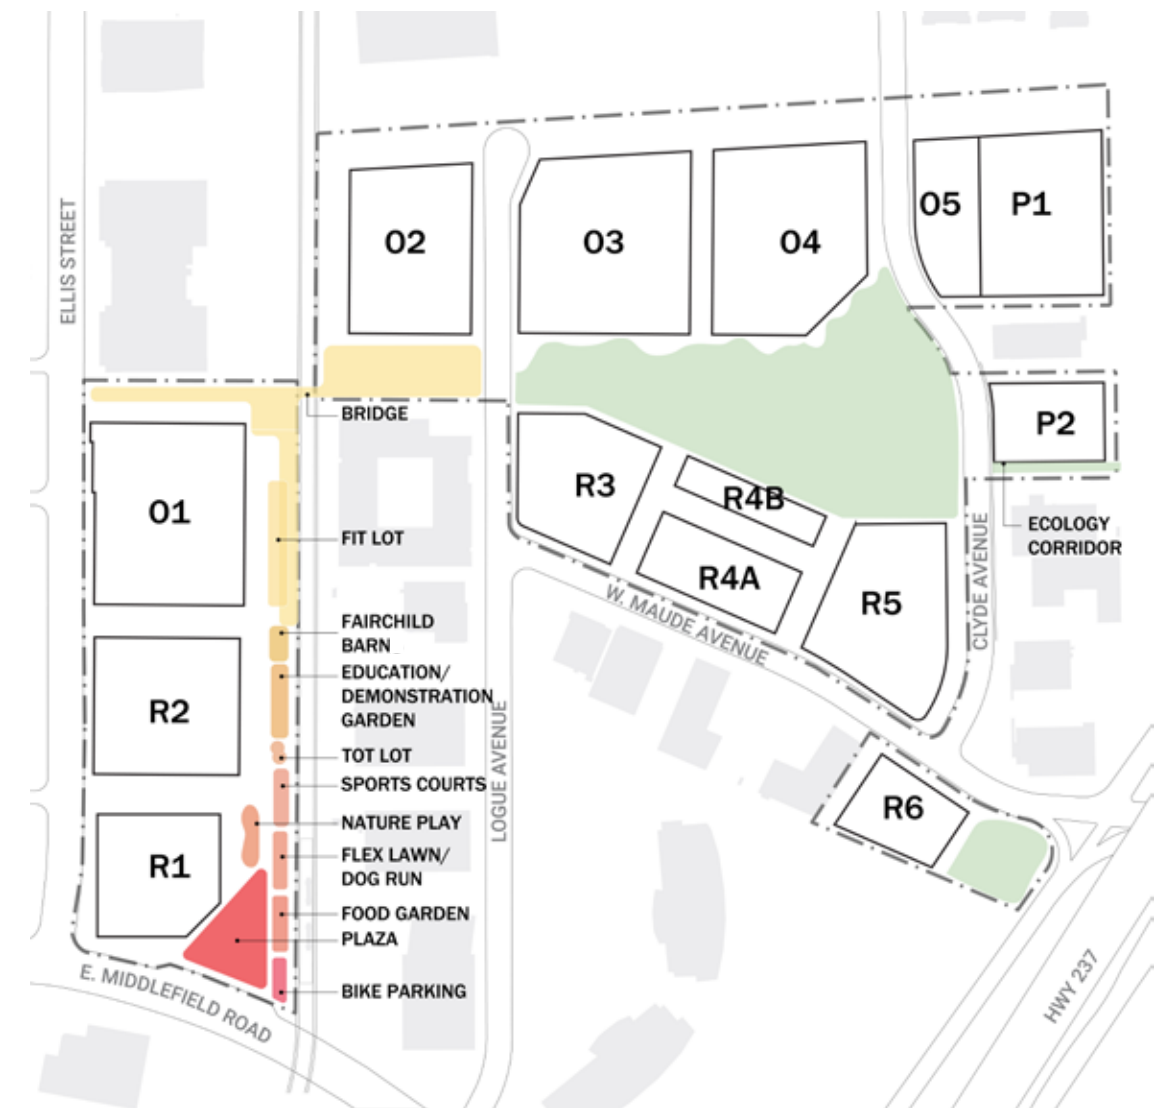 O2
O3
O4
O5
P1
ELLIS STREET
BRIDGE
P2
O1
R3
R4B
FIT LOT
ECOLOGY
CORRIDOR
R4A
R5
CLYDE AVENUE
W. MAUDE AVENUE
FAIRCHILD
BARN
EDUCATION/
DEMONSTRATION
GARDEN
R2
LOGUE AVENUE
TOT LOT
SPORTS COURTS
NATURE PLAY
R6
FLEX LAWN/
DOG RUN
R1
FOOD GARDEN
PLAZA
BIKE PARKING
E. MIDDLEFIELD ROAD
HWY 237